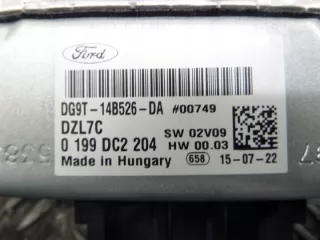 Ford
DG9T-14B526-DA #00749
DZL7C
0 199 DC2 204
SW 02V09
HW 00.03
Made in Hungary
658
15-07-22